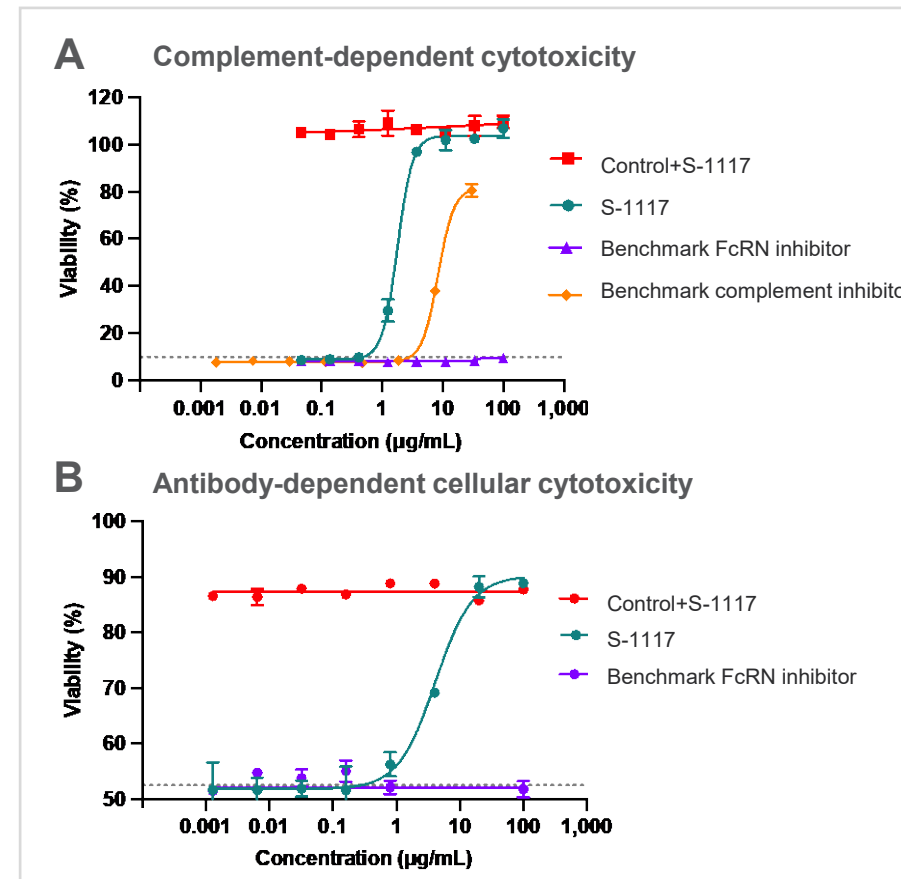 A Complement-dependent cytotoxicity
120
100
80
60
40
20
0
Viability (%)
0.001 0.01 0.1 1 10 100 1,000
Concentration (µg/mL)
Control+S-1117
S-1117
Benchmark FcRN inhibitor
Benchmark complement inhibito
B Antibody-dependent cellular cytotoxicity
100
90
80
70
60
50
Viability (%)
0.001 0.01 0.1 1 10 100 1,000
Concentration (µg/mL)
Control+S-1117
S-1117
Benchmark FcRN inhibitor